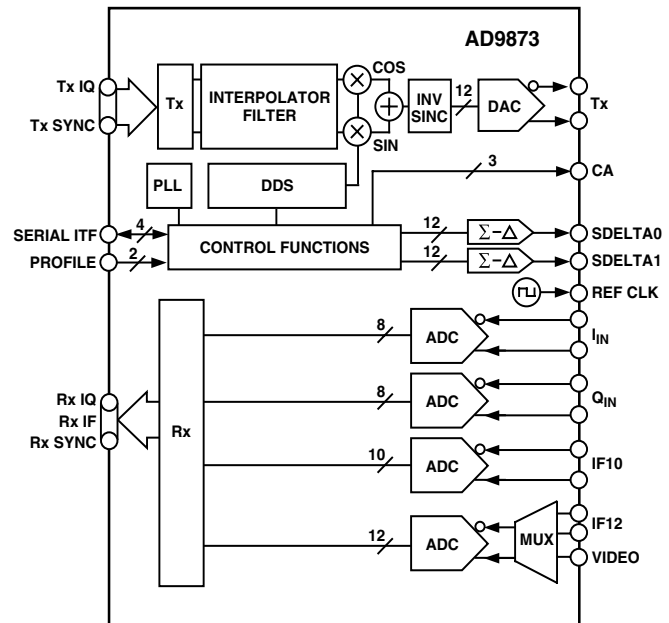 AD9873
Tx IQ
Tx SYNC
Tx
INTERPOLATOR
FILTER
COS
SIN
INV
SINC
12
DAC
Tx
PLL
DDS
3
CA
SERIAL ITF
4
PROFILE
2
CONTROL FUNCTIONS
12
Σ–Δ
SDELTA0
12
Σ–Δ
SDELTA1
REF CLK
8
ADC
IIN
Rx IQ
Rx IF
Rx SYNC
Rx
8
ADC
QIN
10
ADC
IF10
12
ADC
MUX
IF12
VIDEO